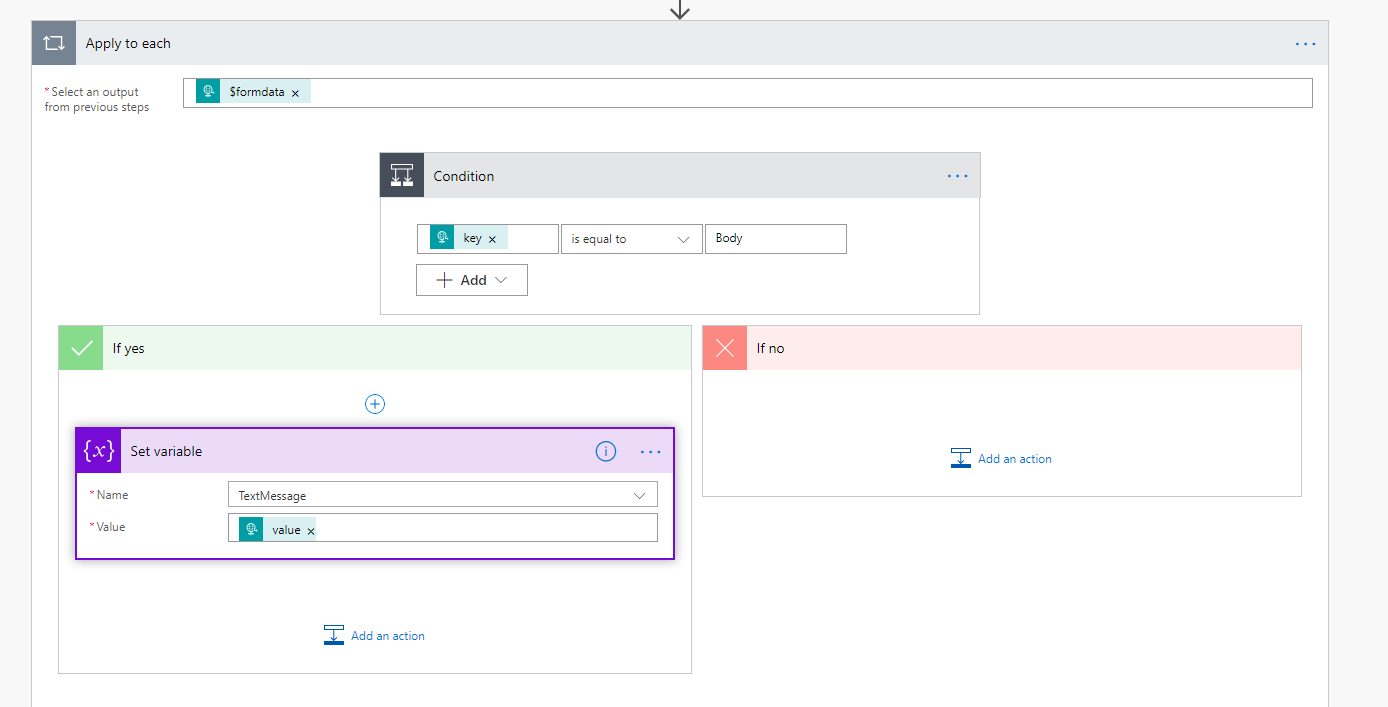 Apply to each
*Select an output
from previous steps
$formdata
Condition
key
is equal to
Body
Add
If yes
If no
Set variable
*Name
TextMessage
*Value
value
Add an action
Add an action